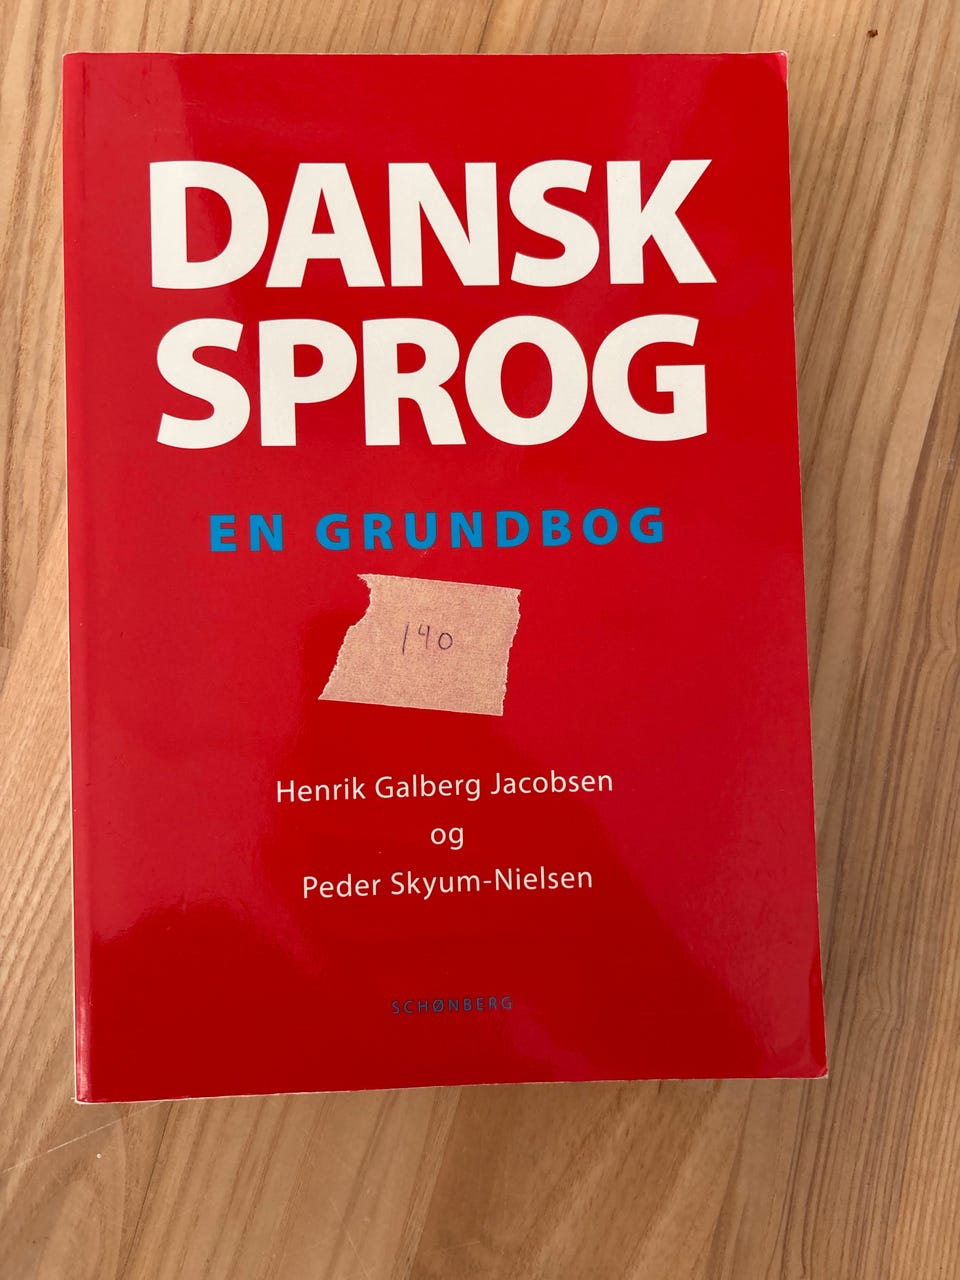 DANSK
SPROG
EN GRUNDBOG
140
Henrik Galberg Jacobsen
og
Peder Skyum-Nielsen
SCHØNBERG